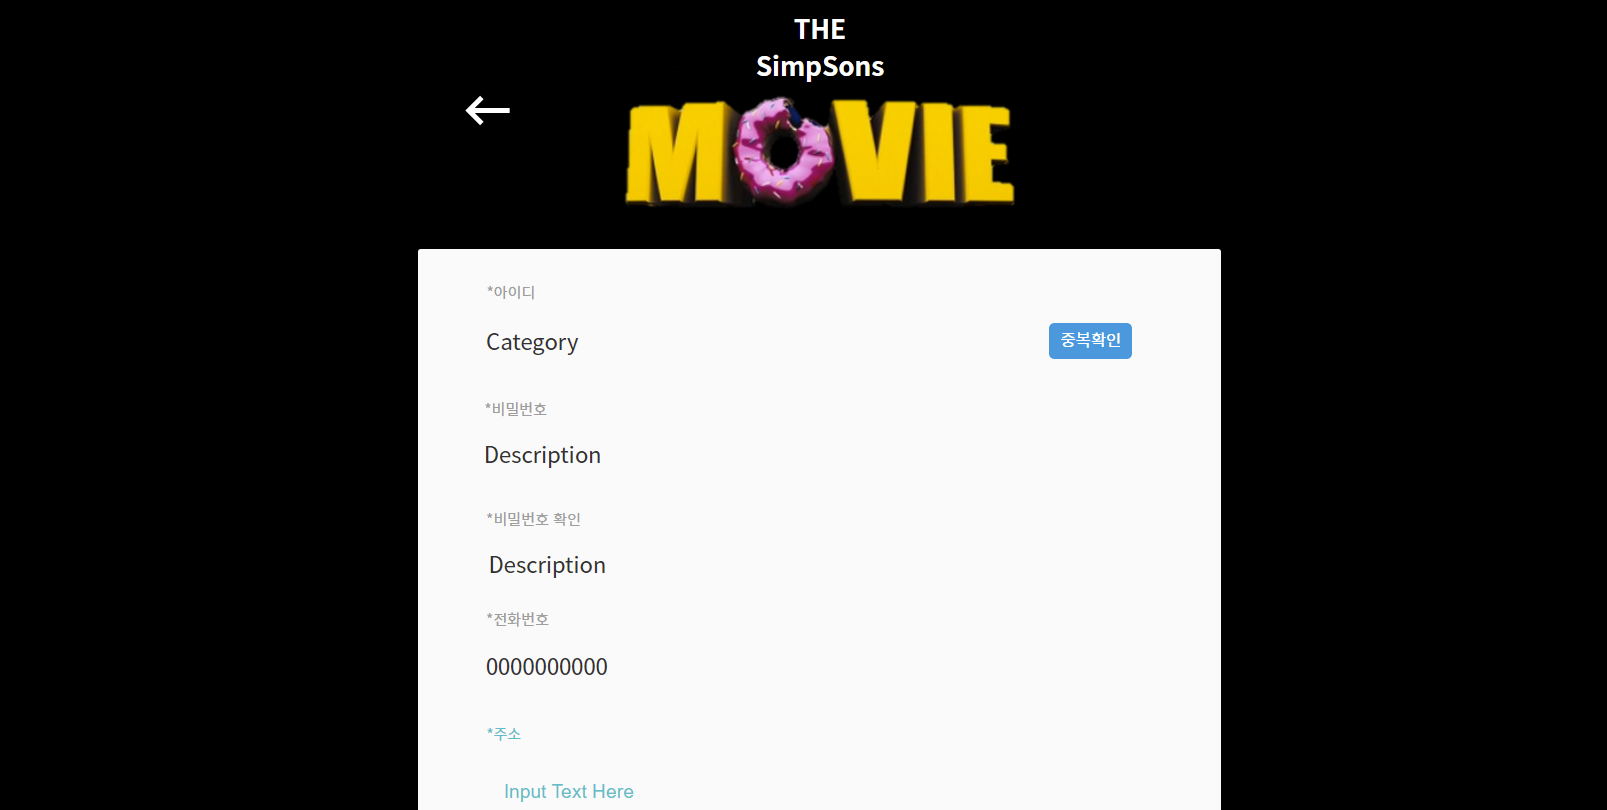 THE
SimpSons
MOVIE
*아이디
Category
중복확인
*비밀번호
Description
*비밀번호 확인
Description
*전화번호
0000000000
*주소
Input Text Here